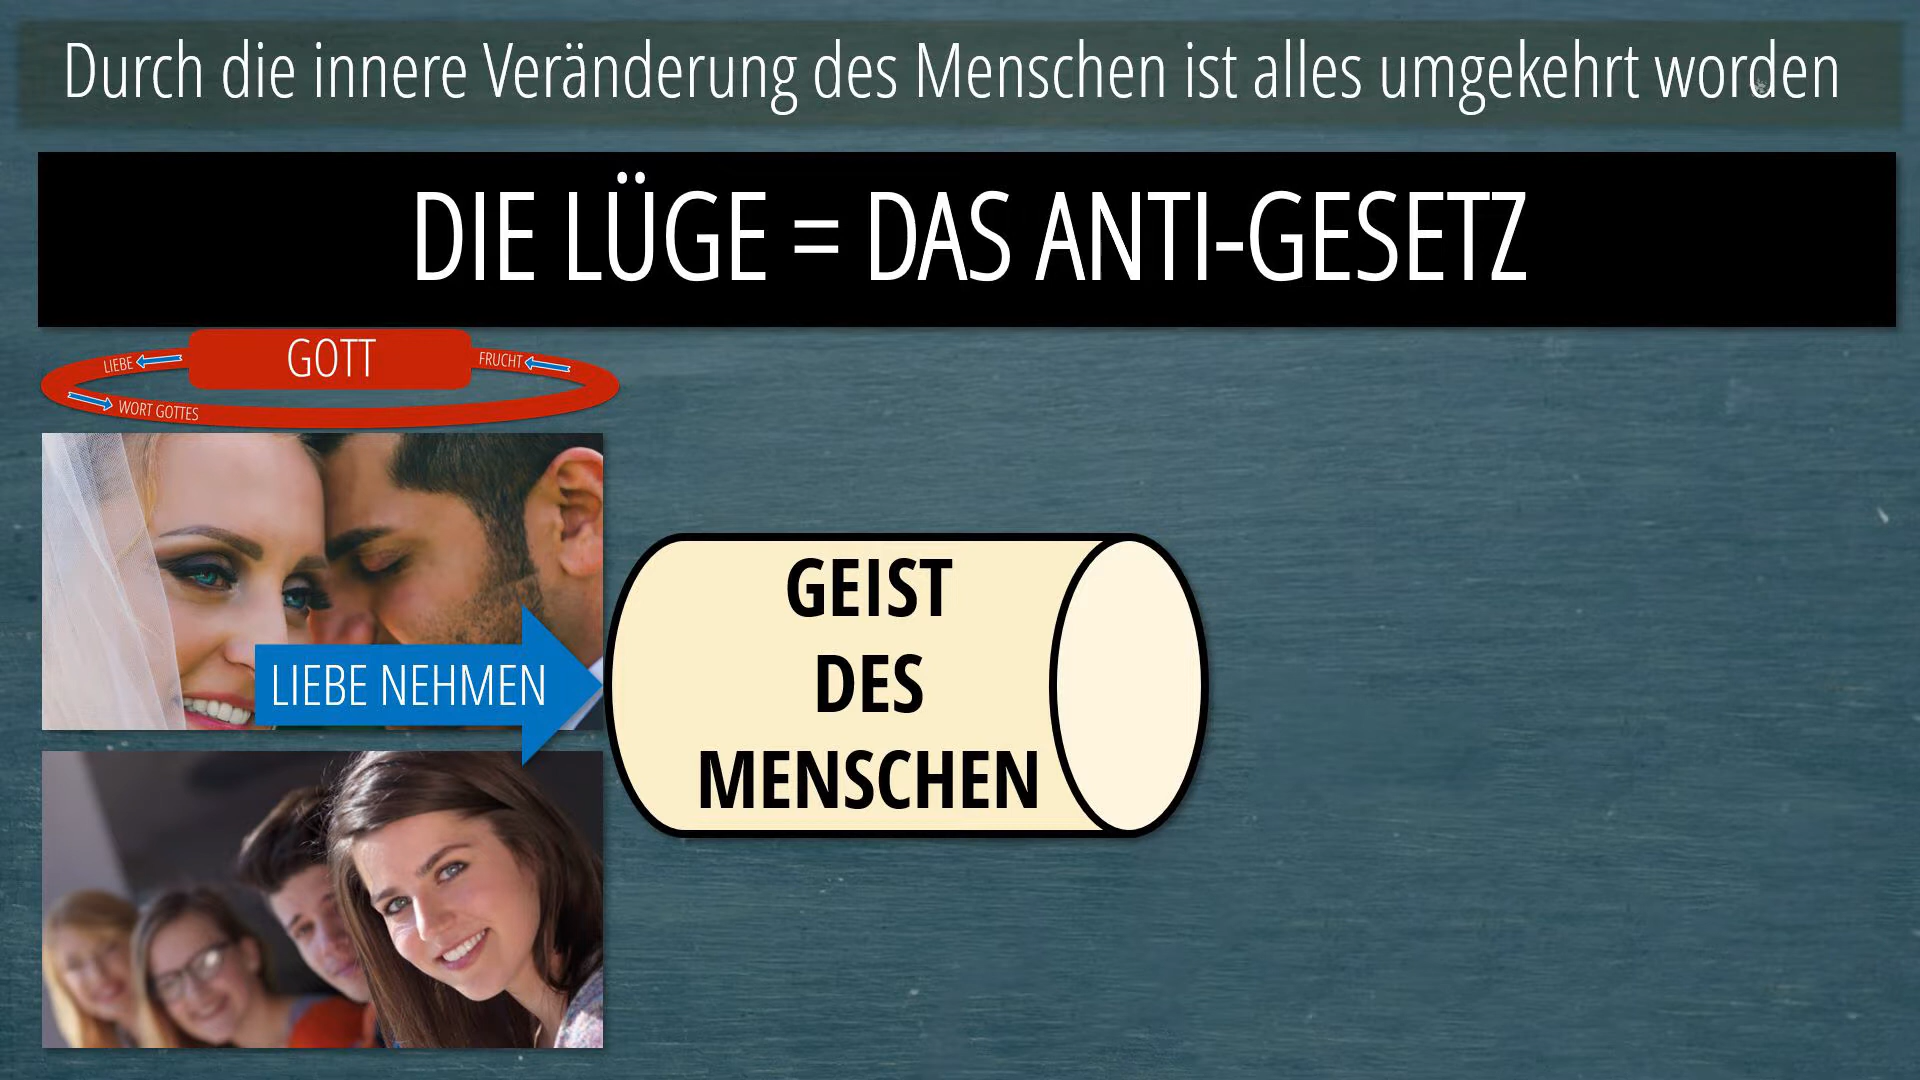 Durch die innere Veränderung des Menschen ist alles umgekehrt worden
DIE LÜGE = DAS ANTI-GESETZ
GOTT
LIEBE
FRUCHT
WORT GOTTES
LIEBE NEHMEN
GEIST
DES
MENSCHEN